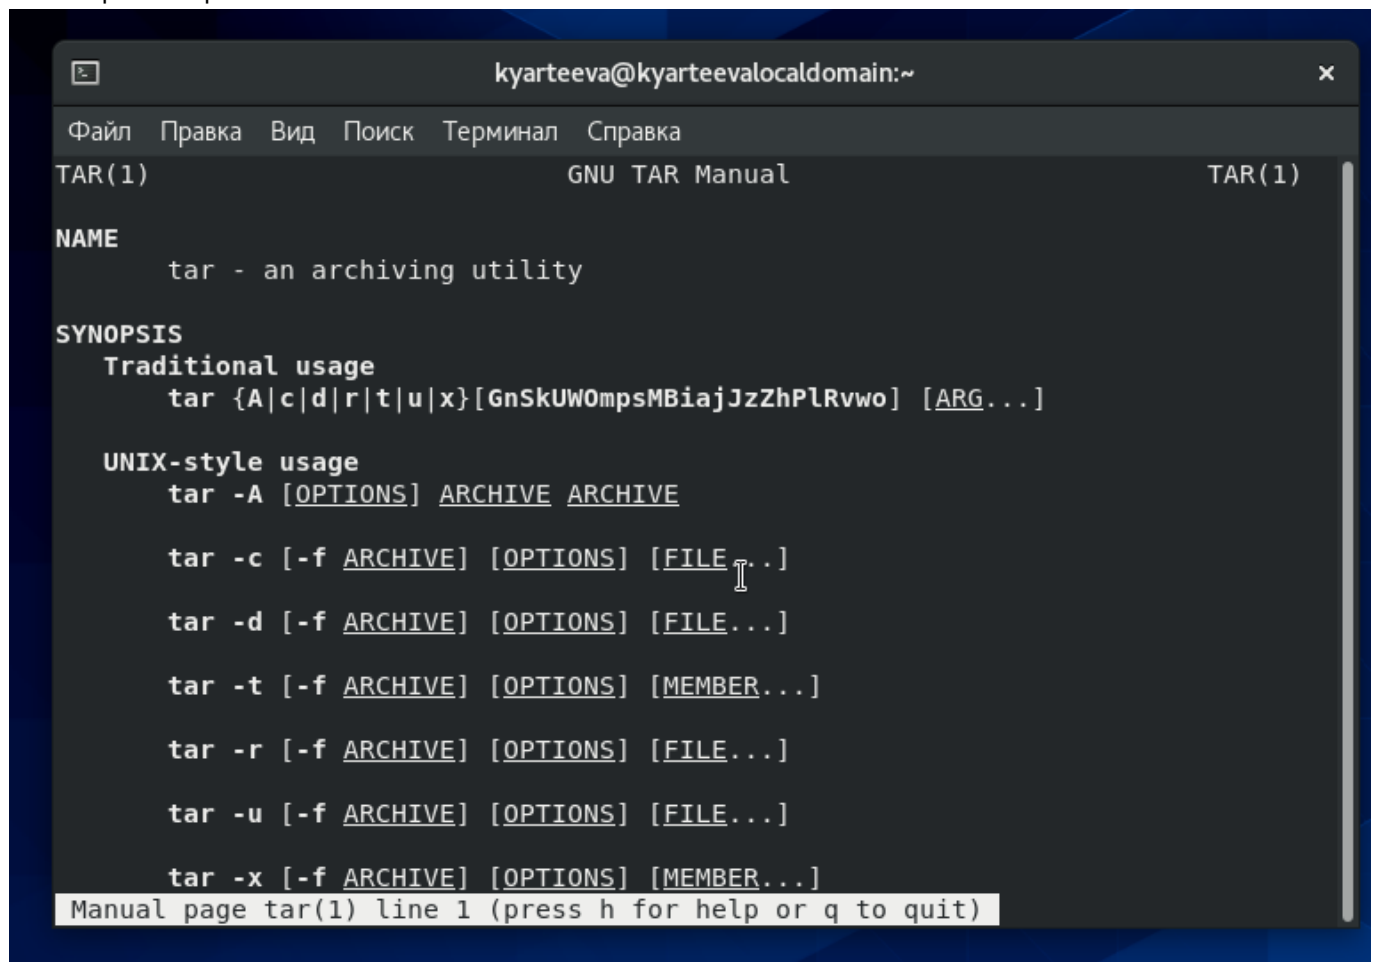 kyarteeva@kyarteevalocaldomain:~
Файл Правка Вид Поиск Терминал Справка
TAR(1) GNU TAR Manual TAR(1)
NAME
tar - an archiving utility
SYNOPSIS
Traditional usage
tar {A|c|d|r|t|u|x}[GnSkUWOmpsMBiajJzZhPlRvwo] [ARG...]
UNIX-style usage
tar -A [OPTIONS] ARCHIVE ARCHIVE
tar -c [-f ARCHIVE] [OPTIONS] [FILE...]
tar -d [-f ARCHIVE] [OPTIONS] [FILE...]
tar -t [-f ARCHIVE] [OPTIONS] [MEMBER...]
tar -r [-f ARCHIVE] [OPTIONS] [FILE...]
tar -u [-f ARCHIVE] [OPTIONS] [FILE...]
tar -x [-f ARCHIVE] [OPTIONS] [MEMBER...]
Manual page tar(1) line 1 (press h for help or q to quit)